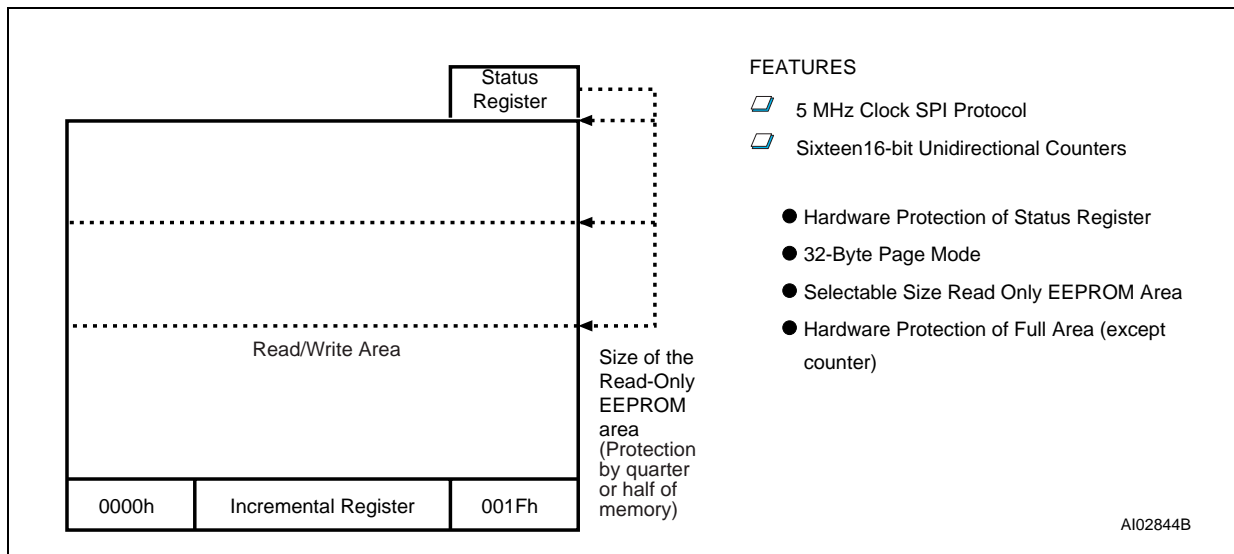 Status
Register
Read/Write Area
0000h
Incremental Register
001Fh
Size of the
Read-Only
EEPROM
area
(Protection
by quarter
or half of
memory)
FEATURES
5 MHz Clock SPI Protocol
Sixteen16-bit Unidirectional Counters
Hardware Protection of Status Register
32-Byte Page Mode
Selectable Size Read Only EEPROM Area
Hardware Protection of Full Area (except
counter)
AI02844B